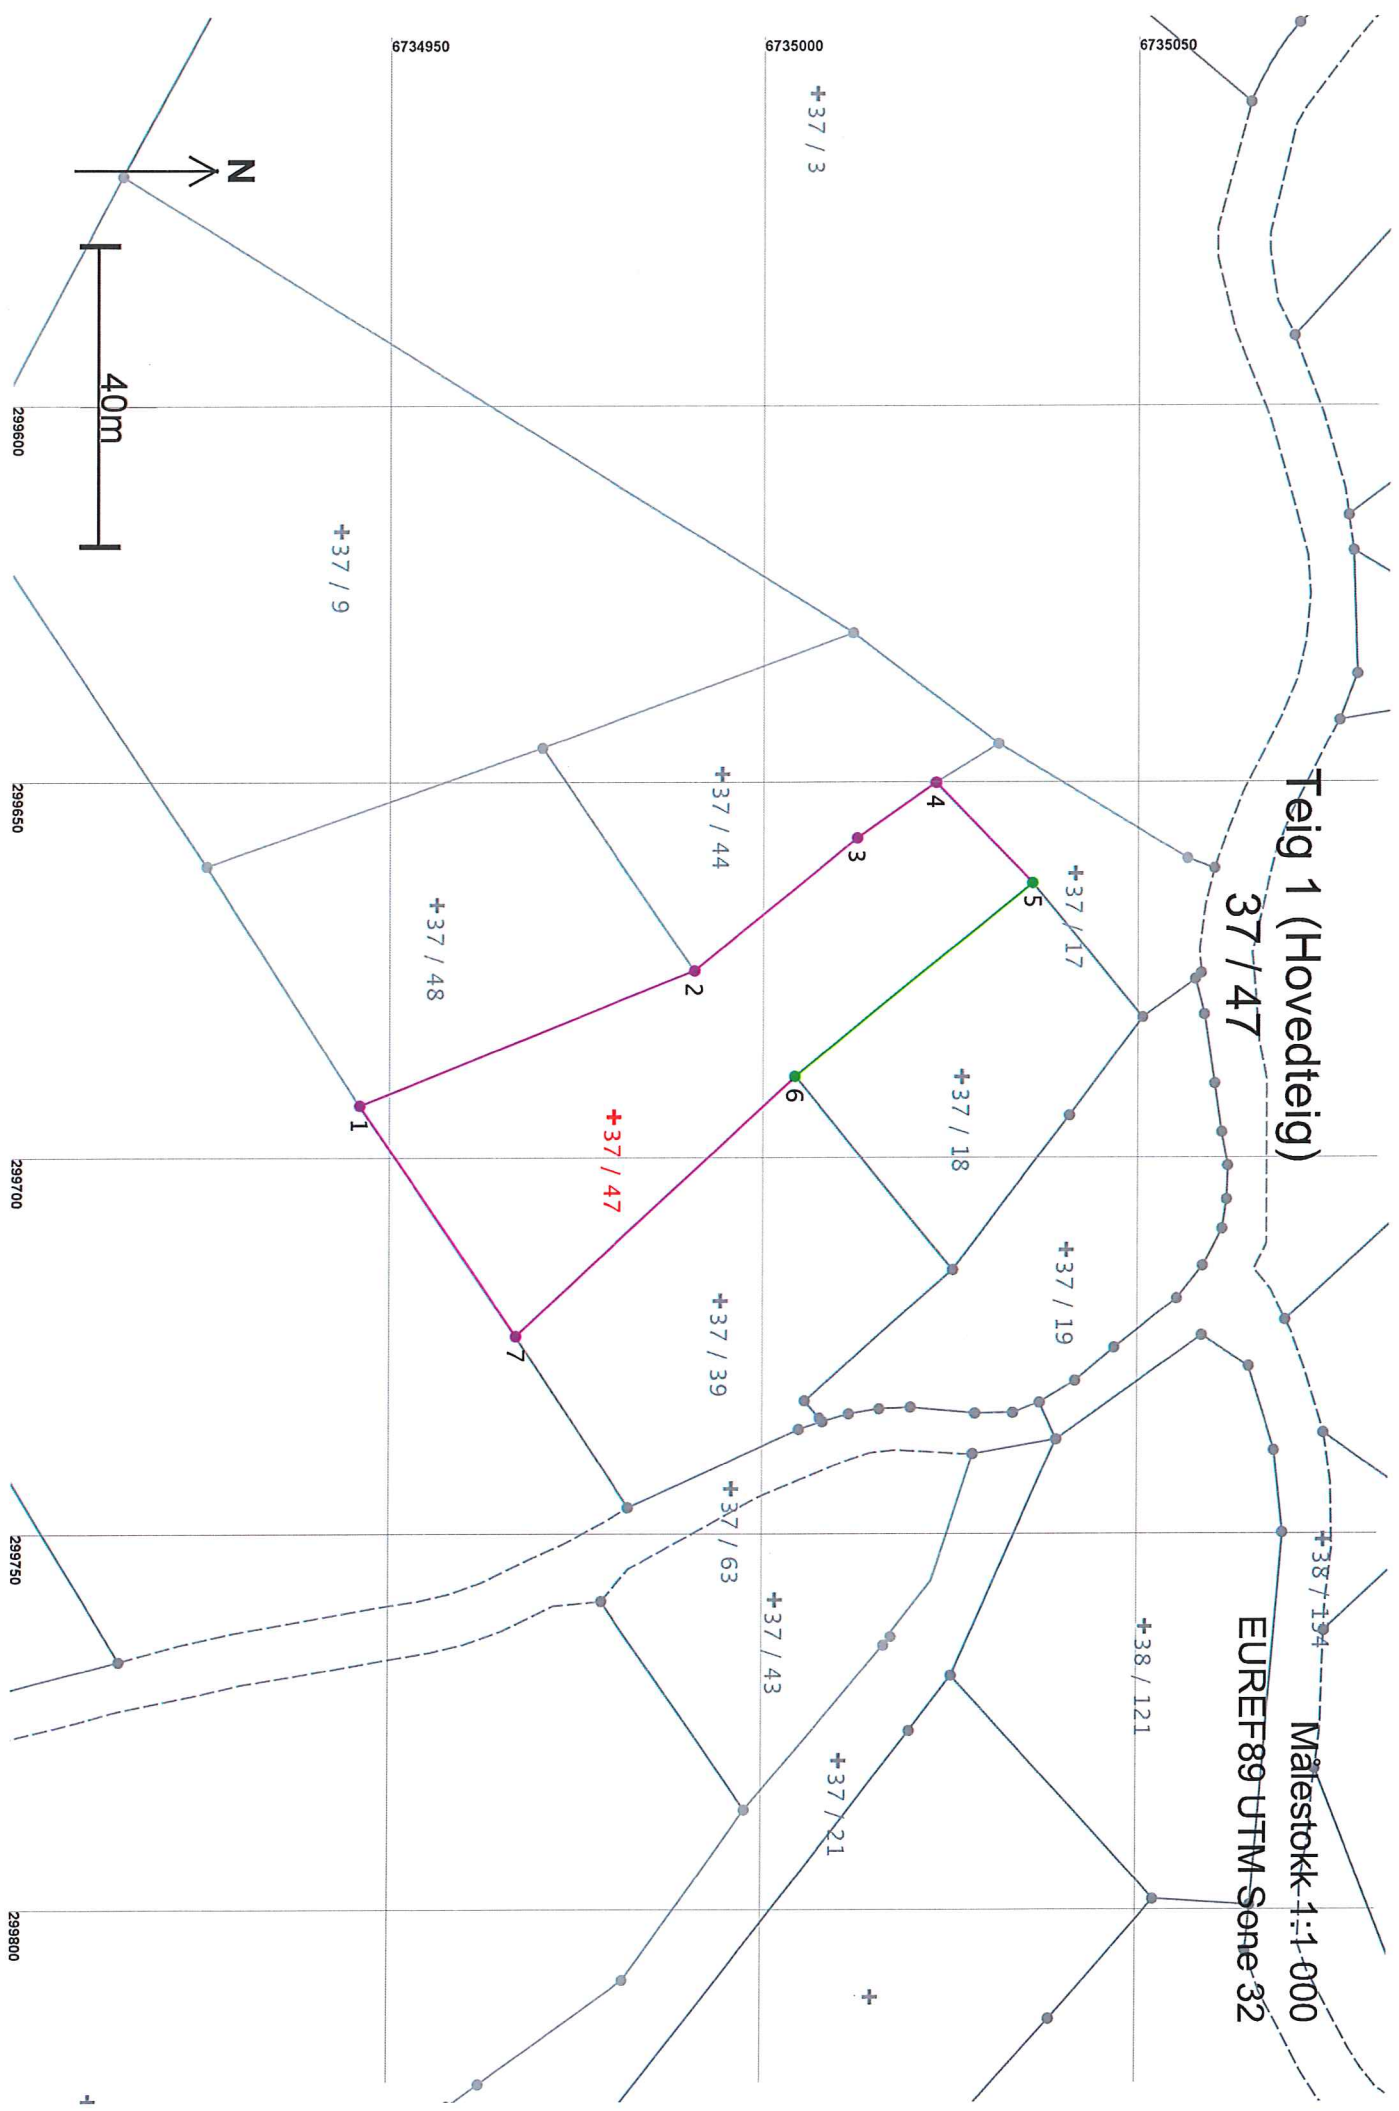 Teig 1 (Hovedteig)
37 / 47
Målestokk 1:1 000
EUREF89 UTM Sone 32
6735050
6735000
6734950
299600
299650
299700
299750
299800
N
40m
+37 / 3
+37 / 9
+37 / 44
+37 / 48
+37 / 17
+37 / 18
+37 / 47
+37 / 19
+37 / 39
+37 / 63
+37 / 43
+37 / 21
+38 / 121
+38 / 194
1
2
3
4
5
6
7